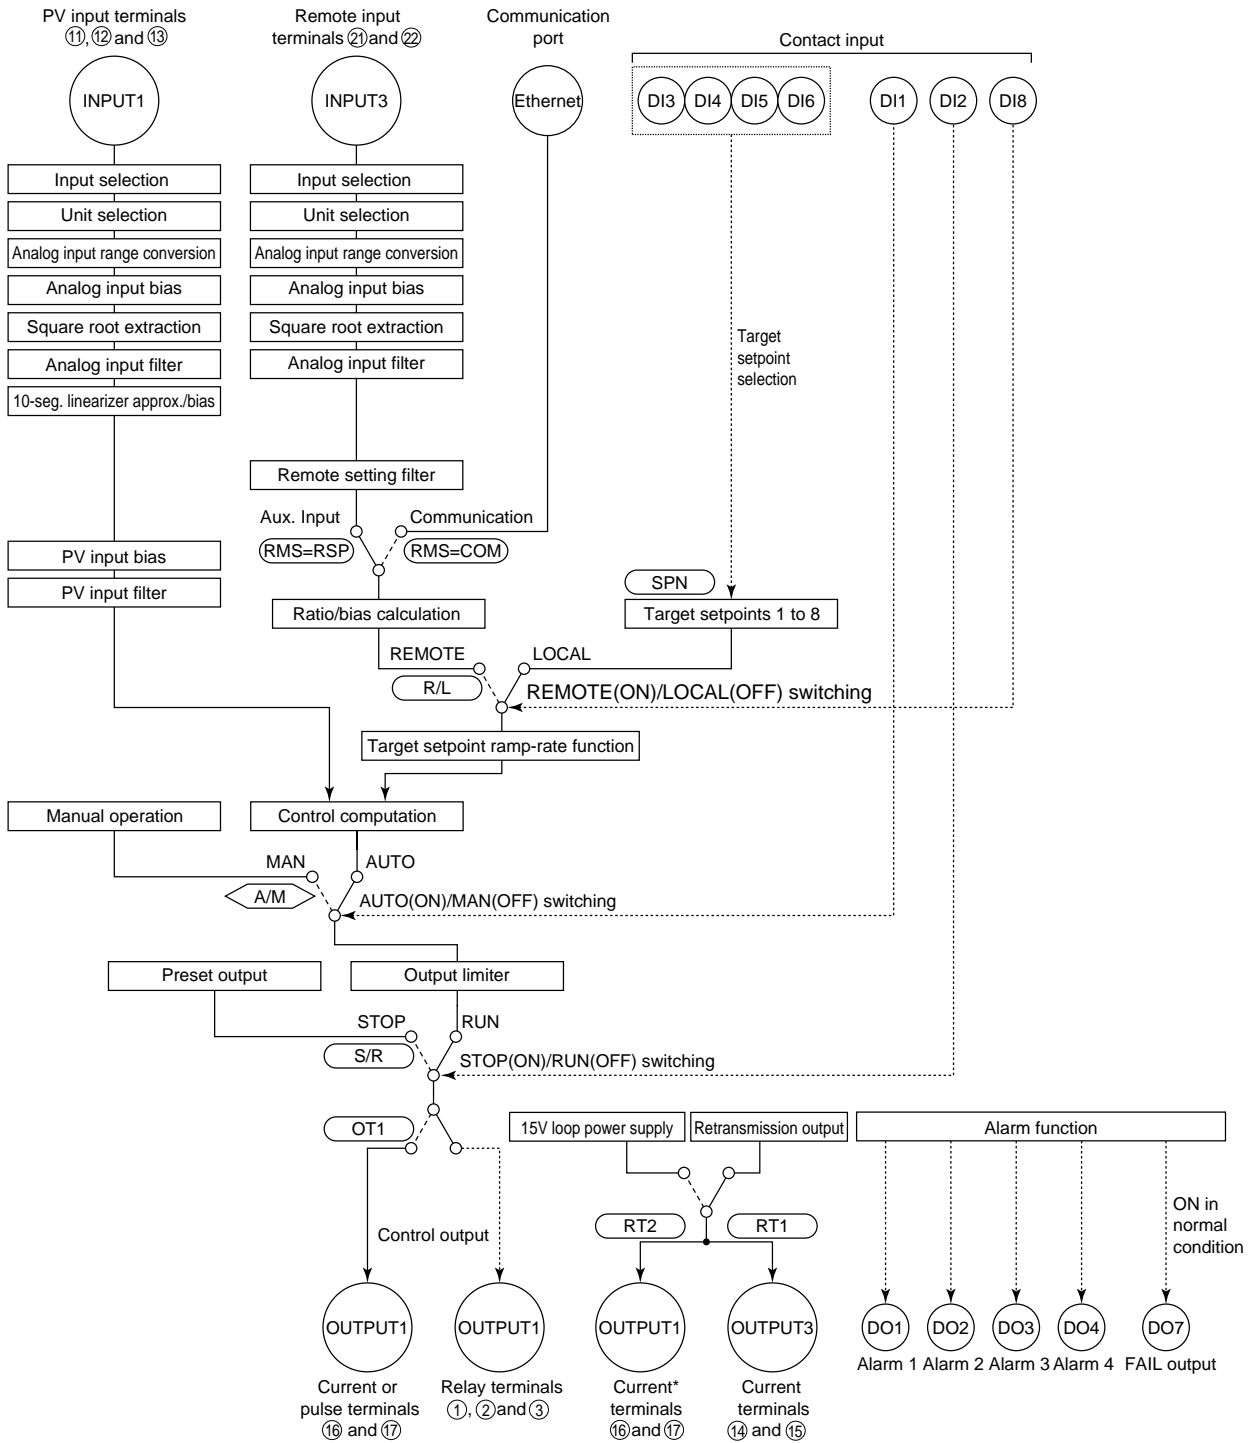 PV input terminals
⑪, ⑫ and ⑬
Remote input
terminals ㉑ and ㉒
Communication
port
Contact input
INPUT1
INPUT3
Ethernet
DI3
DI4
DI5
DI6
DI1
DI2
DI8
Input selection
Input selection
Unit selection
Unit selection
Analog input range conversion
Analog input range conversion
Analog input bias
Analog input bias
Square root extraction
Square root extraction
Analog input filter
Analog input filter
10-seg. linearizer approx./bias
Target
setpoint
selection
Remote setting filter
Aux. Input
Communication
RMS=RSP
RMS=COM
PV input bias
PV input filter
SPN
Ratio/bias calculation
Target setpoints 1 to 8
REMOTE
LOCAL
R/L
REMOTE(ON)/LOCAL(OFF) switching
Target setpoint ramp-rate function
Manual operation
Control computation
MAN
AUTO
A/M
AUTO(ON)/MAN(OFF) switching
Preset output
Output limiter
STOP
RUN
S/R
STOP(ON)/RUN(OFF) switching
OT1
15V loop power supply
Retransmission output
Alarm function
RT2
RT1
Control output
ON in
normal
condition
OUTPUT1
OUTPUT1
OUTPUT1
OUTPUT3
DO1
DO2
DO3
DO4
DO7
Alarm 1
Alarm 2
Alarm 3
Alarm 4
FAIL output
Current or
pulse terminals
⑯ and ⑰
Relay terminals
①, ② and ③
Current*
terminals
⑯ and ⑰
Current
terminals
⑭ and ⑮